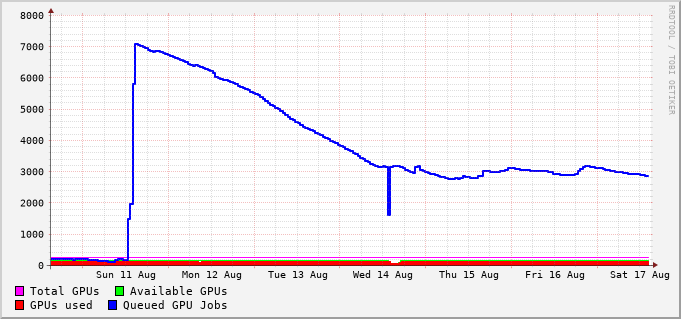 8000
7000
6000
5000
4000
3000
2000
1000
0
Sun 11 Aug Mon 12 Aug Tue 13 Aug Wed 14 Aug Thu 15 Aug Fri 16 Aug Sat 17 Aug
Total GPUs Available GPUs
GPUs used Queued GPU Jobs
RRDTOOL / TOBI OETIKER